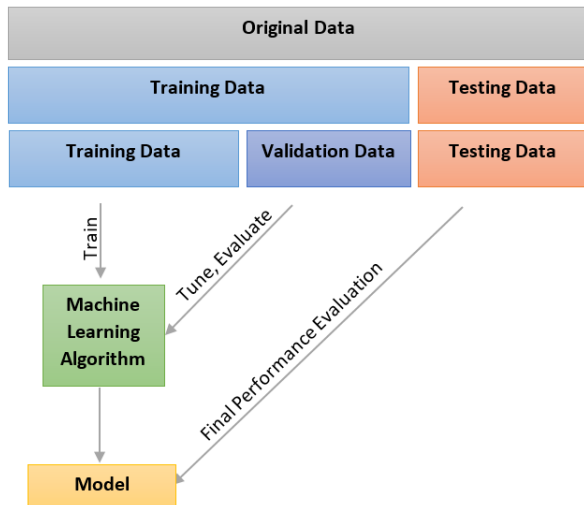 Original Data
Training Data
Testing Data
Training Data
Validation Data
Testing Data
Train
Tune, Evaluate
Final Performance Evaluation
Machine
Learning
Algorithm
Model